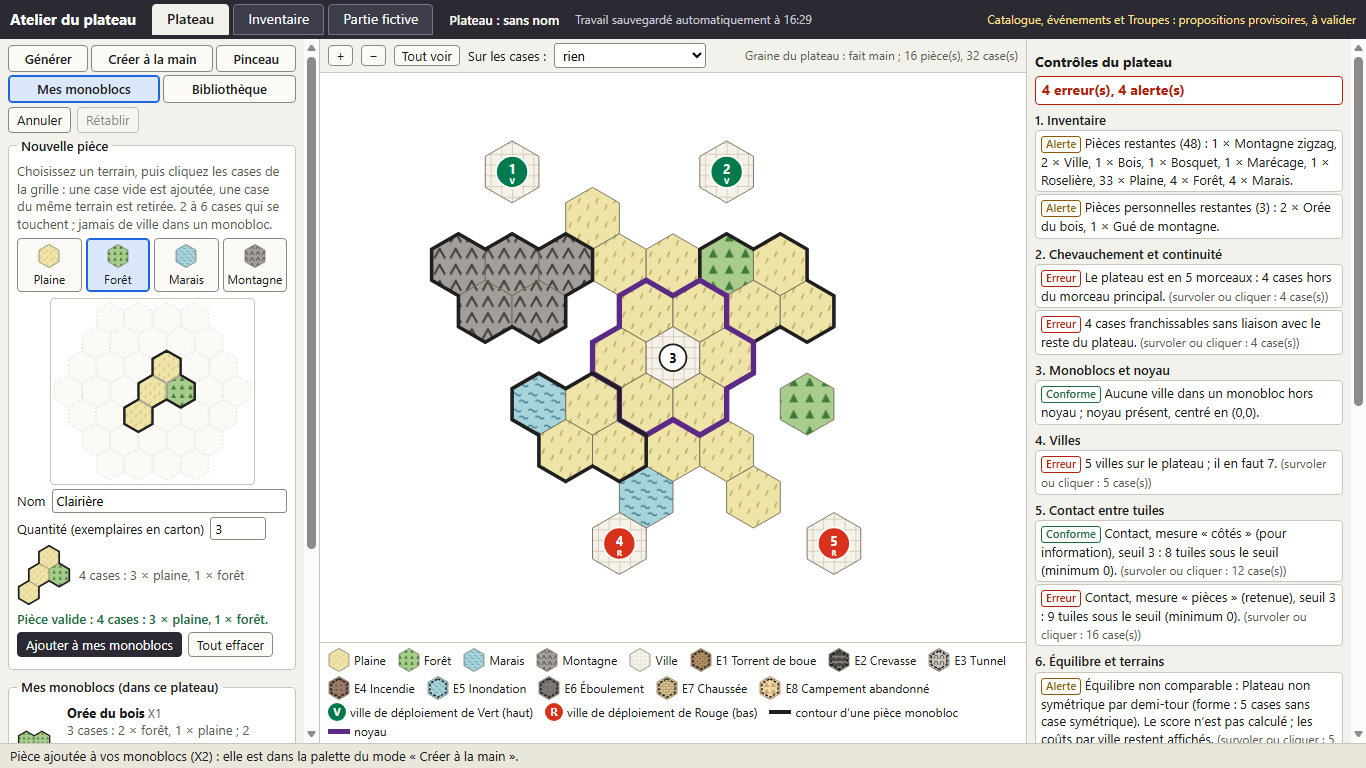 Atelier du plateau
Plateau
Inventaire
Partie fictive
Plateau : sans nom
Travail sauvegardé automatiquement à 16:29
Catalogue, événements et Troupes : propositions provisoires, à valider
Générer
Créer à la main
Pinceau
Mes monoblocs
Bibliothèque
Annuler
Rétablir
Nouvelle pièce
Choisissez un terrain, puis cliquez les cases de
la grille : une case vide est ajoutée, une case
du même terrain est retirée. 2 à 6 cases qui se
touchent ; jamais de ville dans un monobloc.
Plaine
Forêt
Marais
Montagne
Nom
Clairière
Quantité (exemplaires en carton)
3
4 cases : 3 × plaine, 1 × forêt
Pièce valide : 4 cases : 3 × plaine, 1 × forêt.
Ajouter à mes monoblocs
Tout effacer
Mes monoblocs (dans ce plateau)
Orée du bois X1
3 cases : 2 × forêt, 1 × plaine ; 2
+
−
Tout voir
Sur les cases :
rien
Graine du plateau : fait main ; 16 pièce(s), 32 case(s)
1
V
2
V
3
4
R
5
R
Plaine
Forêt
Marais
Montagne
Ville
E1 Torrent de boue
E2 Crevasse
E3 Tunnel
E4 Incendie
E5 Inondation
E6 Éboulement
E7 Chaussée
E8 Campement abandonné
V ville de déploiement de Vert (haut)
R ville de déploiement de Rouge (bas)
contour d'une pièce monobloc
noyau
Contrôles du plateau
4 erreur(s), 4 alerte(s)
1. Inventaire
Alerte Pièces restantes (48) : 1 × Montagne zigzag,
2 × Ville, 1 × Bois, 1 × Bosquet, 1 × Marécage, 1 ×
Roselière, 33 × Plaine, 4 × Forêt, 4 × Marais.
Alerte Pièces personnelles restantes (3) : 2 × Orée
du bois, 1 × Gué de montagne.
2. Chevauchement et continuité
Erreur Le plateau est en 5 morceaux : 4 cases hors
du morceau principal. (survoler ou cliquer : 4 case(s))
Erreur 4 cases franchissables sans liaison avec le
reste du plateau. (survoler ou cliquer : 4 case(s))
3. Monoblocs et noyau
Conforme Aucune ville dans un monobloc hors
noyau ; noyau présent, centré en (0,0).
4. Villes
Erreur 5 villes sur le plateau ; il en faut 7. (survoler
ou cliquer : 5 case(s))
5. Contact entre tuiles
Conforme Contact, mesure « côtés » (pour
information), seuil 3 : 8 tuiles sous le seuil
(minimum 0). (survoler ou cliquer : 12 case(s))
Erreur Contact, mesure « pièces » (retenue), seuil 3
: 9 tuiles sous le seuil (minimum 0). (survoler ou
cliquer : 16 case(s))
6. Équilibre et terrains
Alerte Équilibre non comparable : Plateau non
symétrique par demi-tour (forme : 5 cases sans
case symétrique). Le score n'est pas calculé ; les
coûts par ville restent affichés. (survoler ou cliquer : 5
Pièce ajoutée à vos monoblocs (X2) : elle est dans la palette du mode « Créer à la main ».